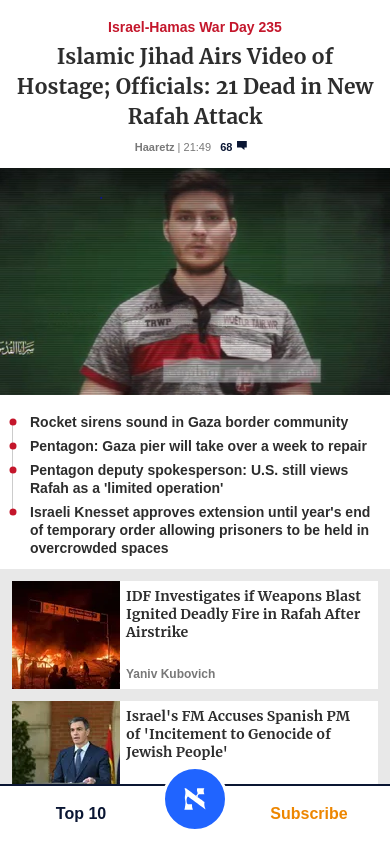 Israel-Hamas War Day 235
Islamic Jihad Airs Video of
Hostage; Officials: 21 Dead in New
Rafah Attack
Haaretz | 21:49 68
TRWP
Rocket sirens sound in Gaza border community
Pentagon: Gaza pier will take over a week to repair
Pentagon deputy spokesperson: U.S. still views
Rafah as a 'limited operation'
Israeli Knesset approves extension until year's end
of temporary order allowing prisoners to be held in
overcrowded spaces
IDF Investigates if Weapons Blast
Ignited Deadly Fire in Rafah After
Airstrike
Yaniv Kubovich
Israel's FM Accuses Spanish PM
of 'Incitement to Genocide of
Jewish People'
Top 10
Subscribe